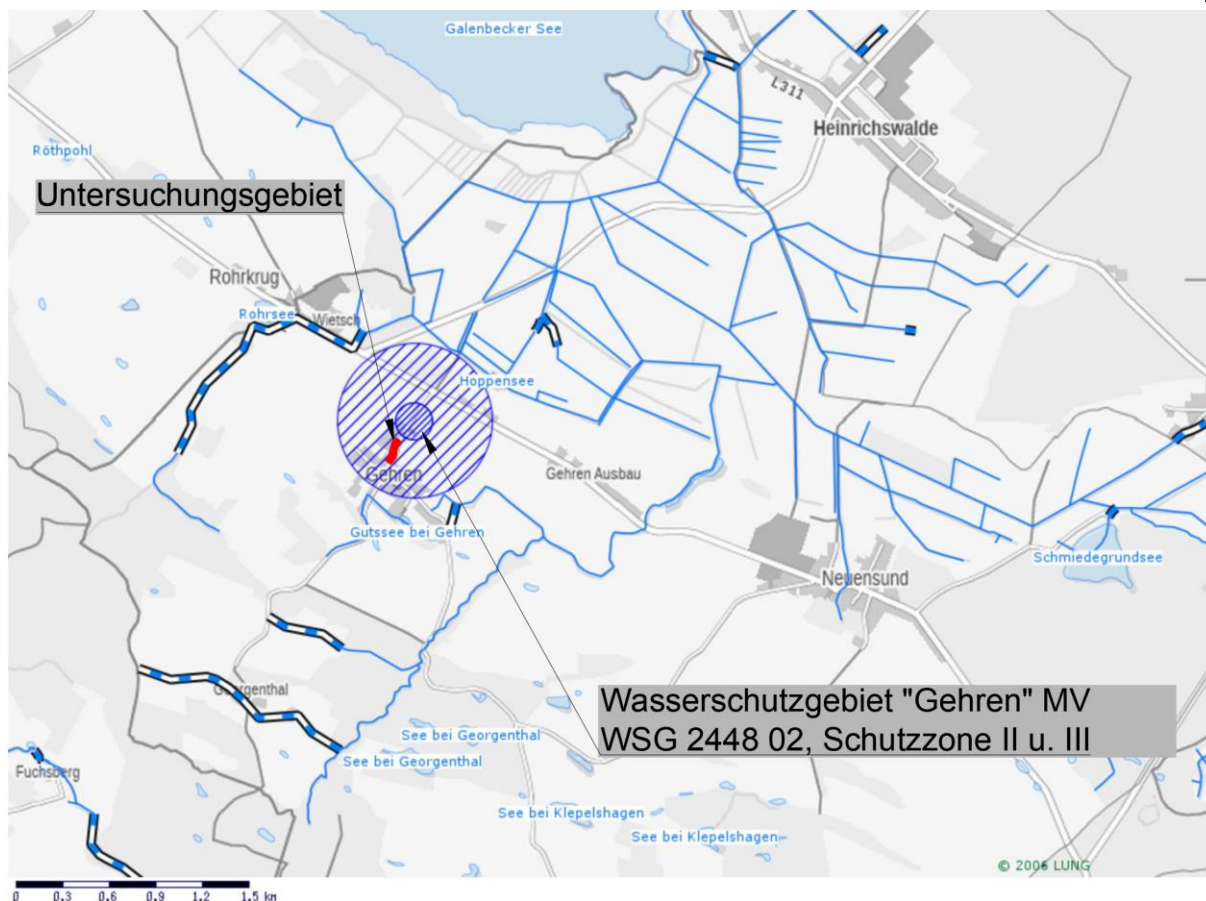 Galenbecker See
L311
Heinrichswalde
Röthpohl
Untersuchungsgebiet
Rohrkrug
Rohrsee
Wietsch
Hoppensee
Gehren
Gehren Ausbau
Gutssee bei Gehren
Schmiedegrundsee
Neuensund
Georgenthal
Wasserschutzgebiet "Gehren" MV
WSG 2448 02, Schutzzone II u. III
See bei Georgenthal
See bei Georgenthal
Fuchsberg
See bei Klepelshagen
See bei Klepelshagen
© 2006 LUNG
0 0.3 0.6 0.9 1.2 1.5 km